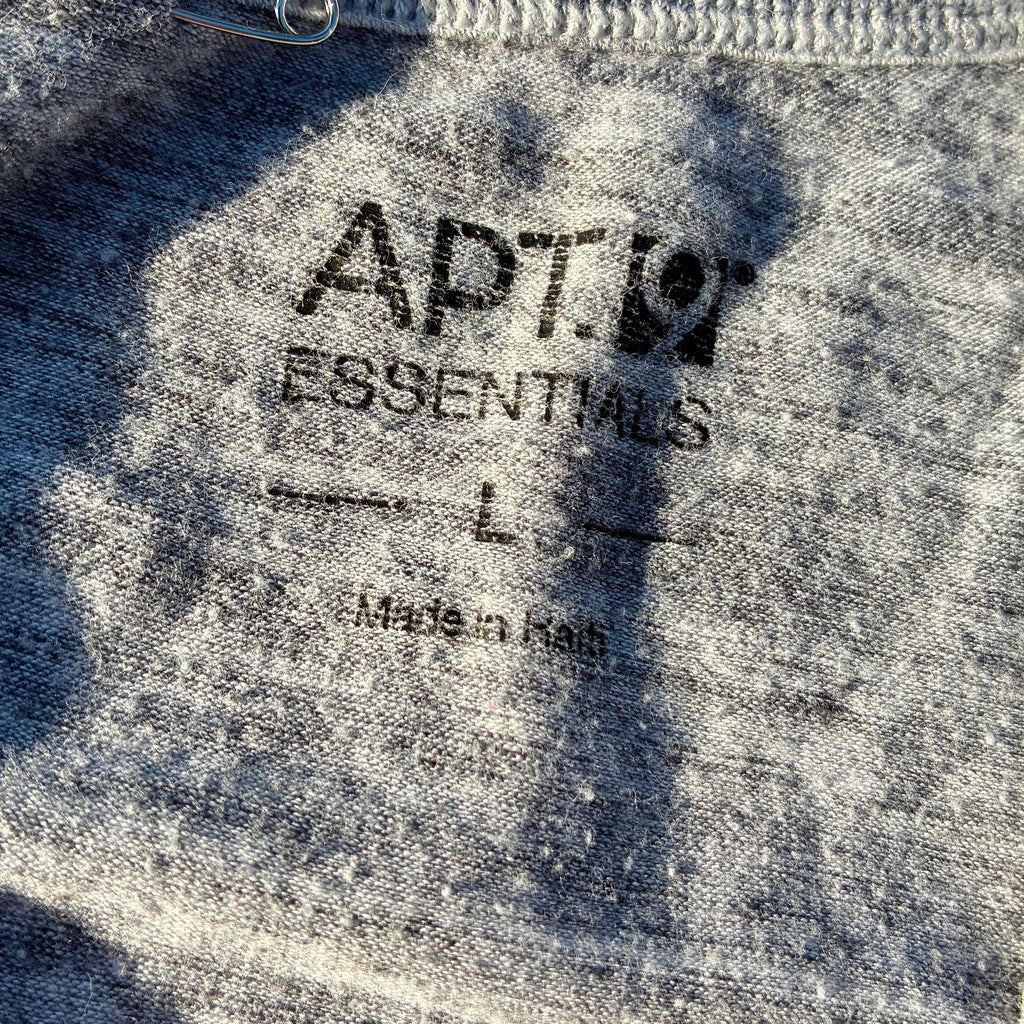 APT. 9®
ESSENTIALS
L
Made in Haiti